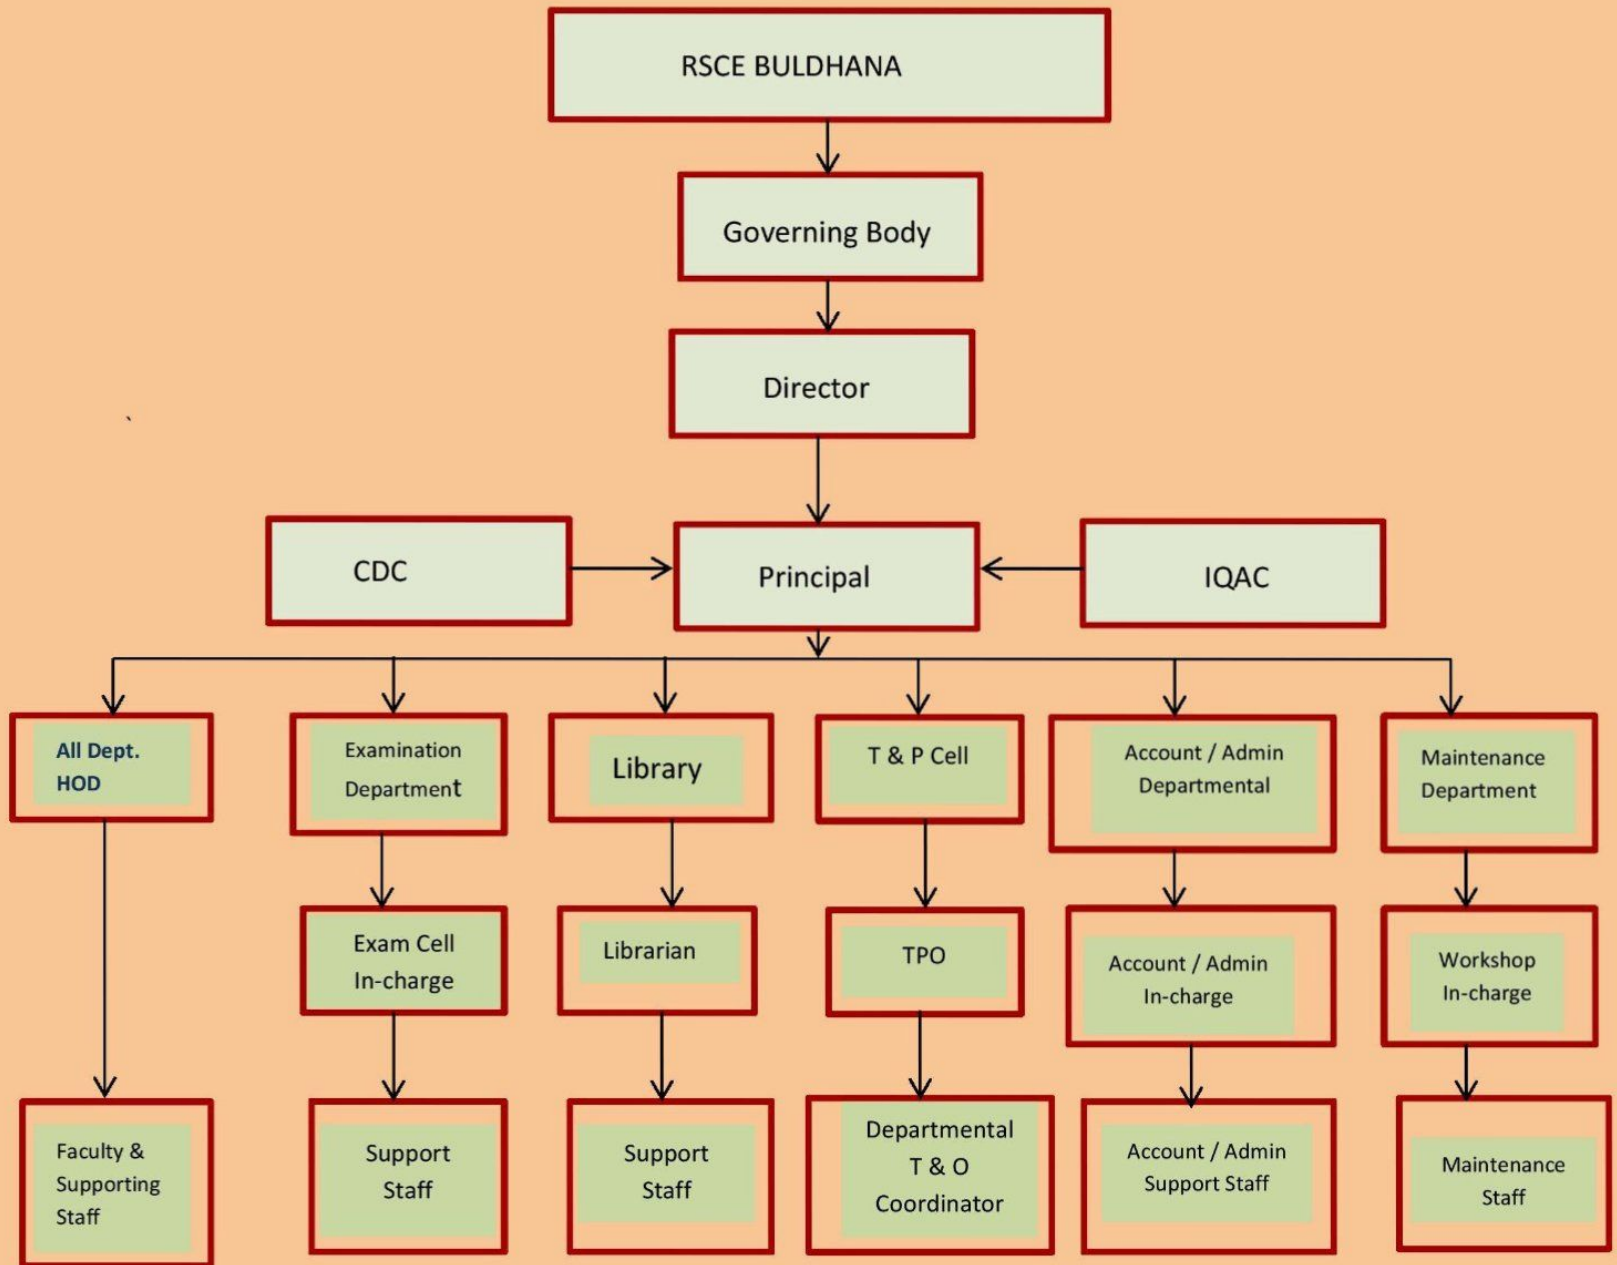 RSCE BULDHANA
Governing Body
Director
CDC
Principal
IQAC
All Dept.
HOD
Examination
Department
Library
T & P Cell
Account / Admin
Departmental
Maintenance
Department
Exam Cell
In-charge
Librarian
TPO
Account / Admin
In-charge
Workshop
In-charge
Faculty &
Supporting
Staff
Support
Staff
Support
Staff
Departmental
T & O
Coordinator
Account / Admin
Support Staff
Maintenance
Staff